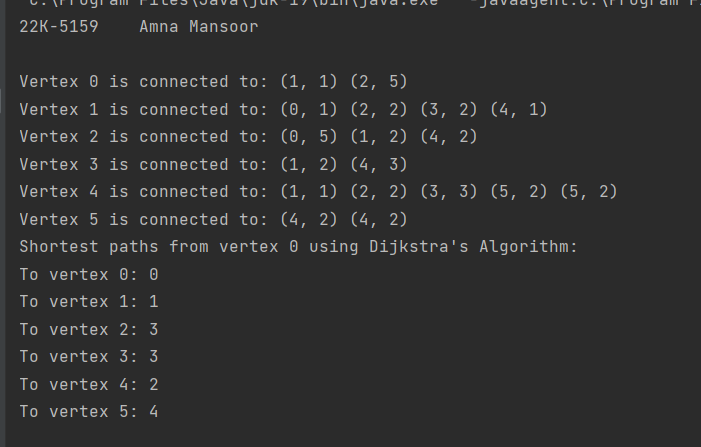 "C:\Program Files\Java\jdk-19\bin\java.exe" "-javaagent:C:\Program
22K-5159    Amna Mansoor
Vertex 0 is connected to: (1, 1) (2, 5)
Vertex 1 is connected to: (0, 1) (2, 2) (3, 2) (4, 1)
Vertex 2 is connected to: (0, 5) (1, 2) (4, 2)
Vertex 3 is connected to: (1, 2) (4, 3)
Vertex 4 is connected to: (1, 1) (2, 2) (3, 3) (5, 2) (5, 2)
Vertex 5 is connected to: (4, 2) (4, 2)
Shortest paths from vertex 0 using Dijkstra's Algorithm:
To vertex 0: 0
To vertex 1: 1
To vertex 2: 3
To vertex 3: 3
To vertex 4: 2
To vertex 5: 4